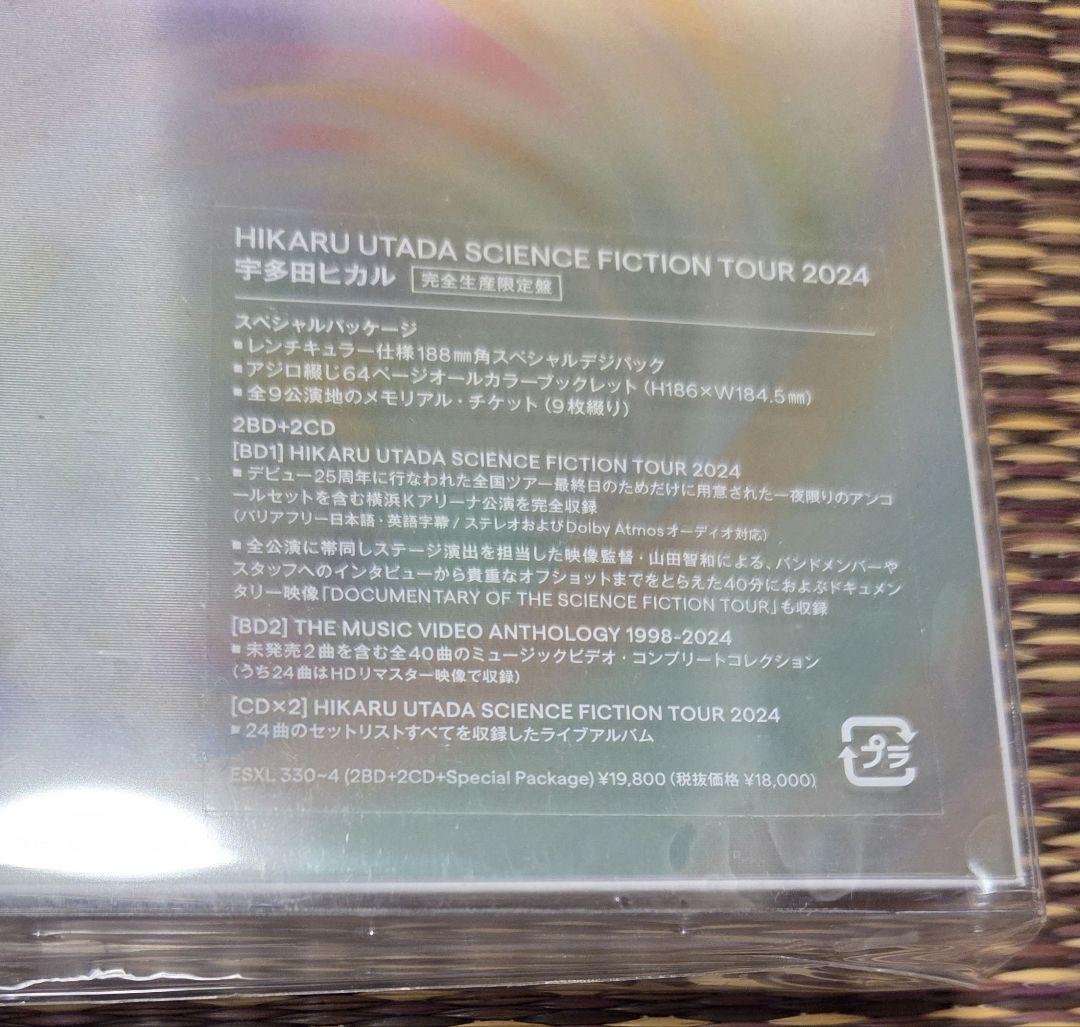 HIKARU UTADA SCIENCE FICTION TOUR 2024
宇多田ヒカル 完全生産限定盤
スペシャルパッケージ
■ レンチキュラー仕様188㎜角スペシャルデジパック
■ アジロ綴じ64ページオールカラーブックレット（H186×W184.5㎜）
■ 全9公演地のメモリアル・チケット（9枚綴り）
2BD+2CD
[BD1] HIKARU UTADA SCIENCE FICTION TOUR 2024
■ デビュー25周年に行なわれた全国ツアー最終日のためだけに用意された一夜限りのアンコ
ールセットを含む横浜Kアリーナ公演を完全収録
（バリアフリー日本語・英語字幕 / ステレオおよびDolby Atmosオーディオ対応）
■ 全公演に帯同しステージ演出を担当した映像監督・山田智和による、バンドメンバーや
スタッフへのインタビューから貴重なオフショットまでをとらえた40分におよぶドキュメン
タリー映像「DOCUMENTARY OF THE SCIENCE FICTION TOUR」も収録
[BD2] THE MUSIC VIDEO ANTHOLOGY 1998-2024
■ 未発売2曲を含む全40曲のミュージックビデオ・コンプリートコレクション
（うち24曲はHDリマスター映像で収録）
[CD×2] HIKARU UTADA SCIENCE FICTION TOUR 2024
■ 24曲のセットリストすべてを収録したライブアルバム
ESXL 330~4 (2BD+2CD+Special Package) ¥19,800 (税抜価格 ¥18,000)
プラ